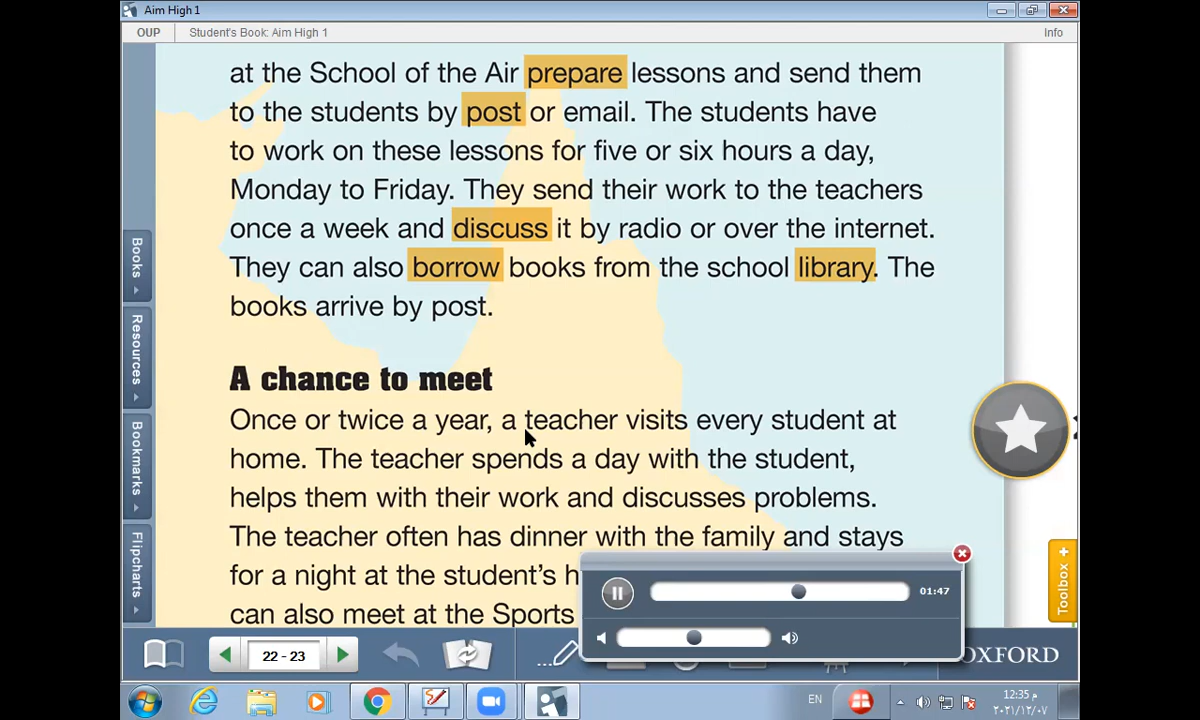 Aim High 1
OUP
Student's Book: Aim High 1
Info
at the School of the Air prepare lessons and send them
to the students by post or email. The students have
to work on these lessons for five or six hours a day,
Monday to Friday. They send their work to the teachers
once a week and discuss it by radio or over the internet.
They can also borrow books from the school library. The
books arrive by post.
A chance to meet
Once or twice a year, a teacher visits every student at
home. The teacher spends a day with the student,
helps them with their work and discusses problems.
The teacher often has dinner with the family and stays
for a night at the student's h
can also meet at the Sports
Books
Resources
Bookmarks
Flipcharts
Toolbox +
01:47
22 - 23
OXFORD
EN
12:35 م
٢٠٢١/١٢/٠٧